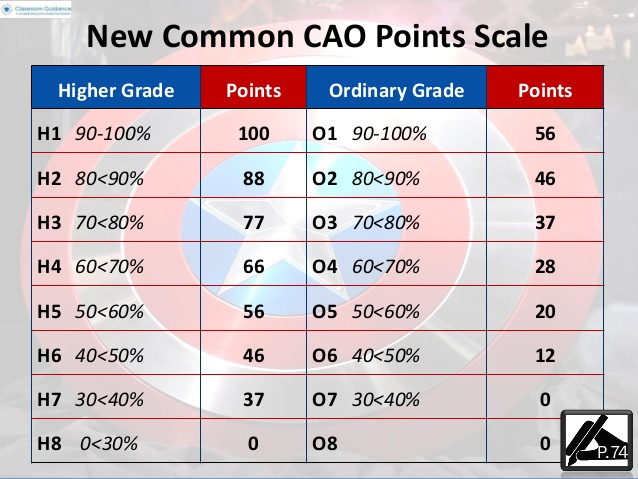 Classroom Guidance
New Common CAO Points Scale
Higher Grade Points Ordinary Grade Points
H1 90-100% 100 O1 90-100% 56
H2 80<90% 88 O2 80<90% 46
H3 70<80% 77 O3 70<80% 37
H4 60<70% 66 O4 60<70% 28
H5 50<60% 56 O5 50<60% 20
H6 40<50% 46 O6 40<50% 12
H7 30<40% 37 O7 30<40% 0
H8 0<30% 0 O8 0
P.74